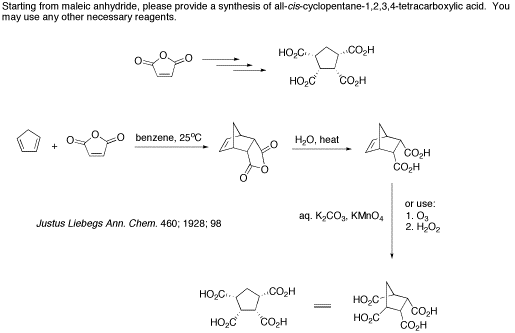 Starting from maleic anhydride, please provide a synthesis of all-cis-cyclopentane-1,2,3,4-tetracarboxylic acid. You
may use any other necessary reagents.
O O O
HO2C CO2H
HO2C CO2H
+
O O O
benzene, 25ºC
O
O
O
H2O, heat
CO2H
CO2H
Justus Liebegs Ann. Chem. 460; 1928; 98
aq. K2CO3, KMnO4
or use:
1. O3
2. H2O2
HO2C CO2H
HO2C CO2H
HO2C
HO2C
CO2H
CO2H